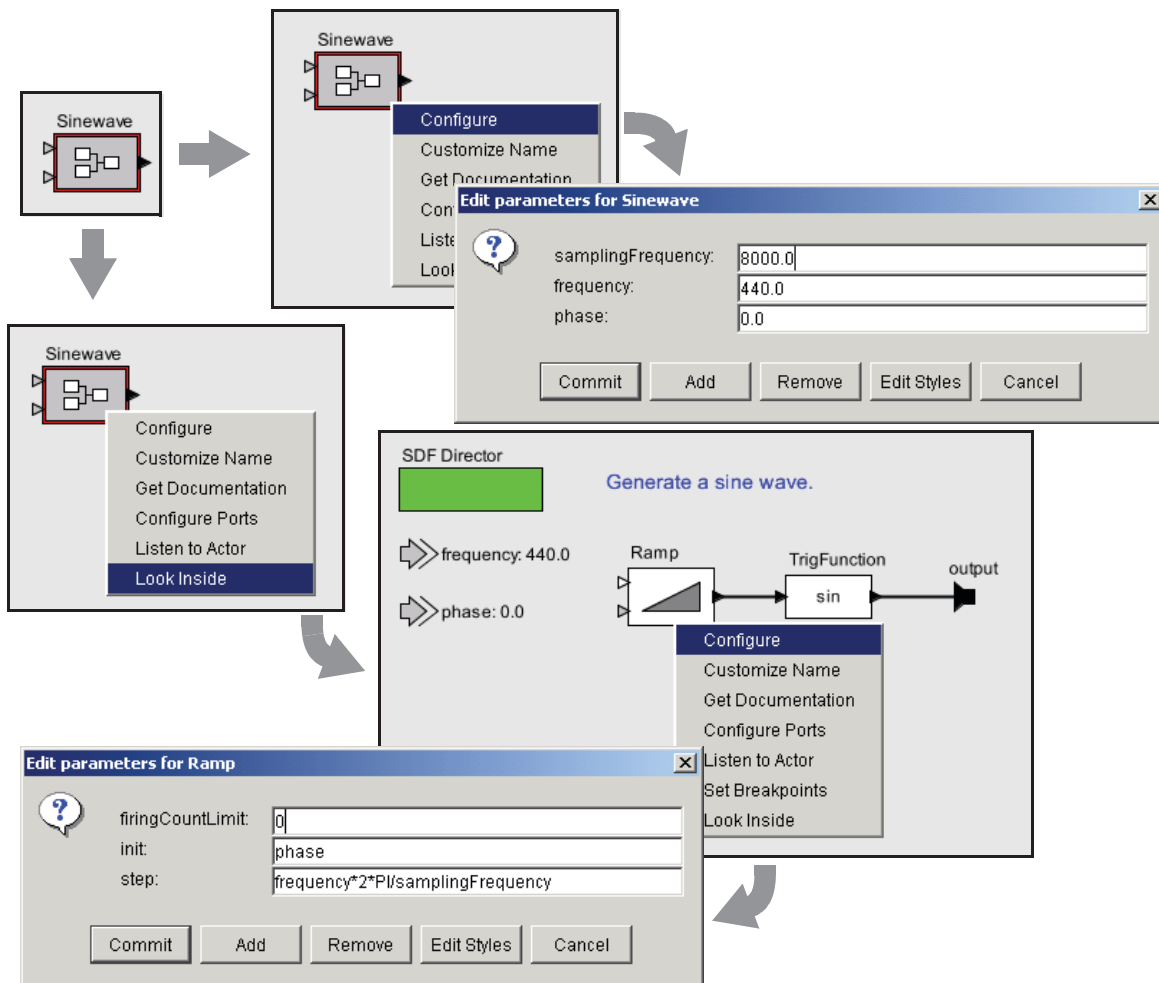 Sinewave
Sinewave
Configure
Customize Name
Get Documentation
Con
Liste
Look
Edit parameters for Sinewave
?
samplingFrequency: 8000.0
frequency: 440.0
phase: 0.0
Commit Add Remove Edit Styles Cancel
Sinewave
Configure
Customize Name
Get Documentation
Configure Ports
Listen to Actor
Look Inside
SDF Director
Generate a sine wave.
frequency: 440.0
phase: 0.0
Ramp
TrigFunction
sin
output
Configure
Customize Name
Get Documentation
Configure Ports
Listen to Actor
Set Breakpoints
Look Inside
Edit parameters for Ramp
?
firingCountLimit: 0
init: phase
step: frequency*2*PI/samplingFrequency
Commit Add Remove Edit Styles Cancel